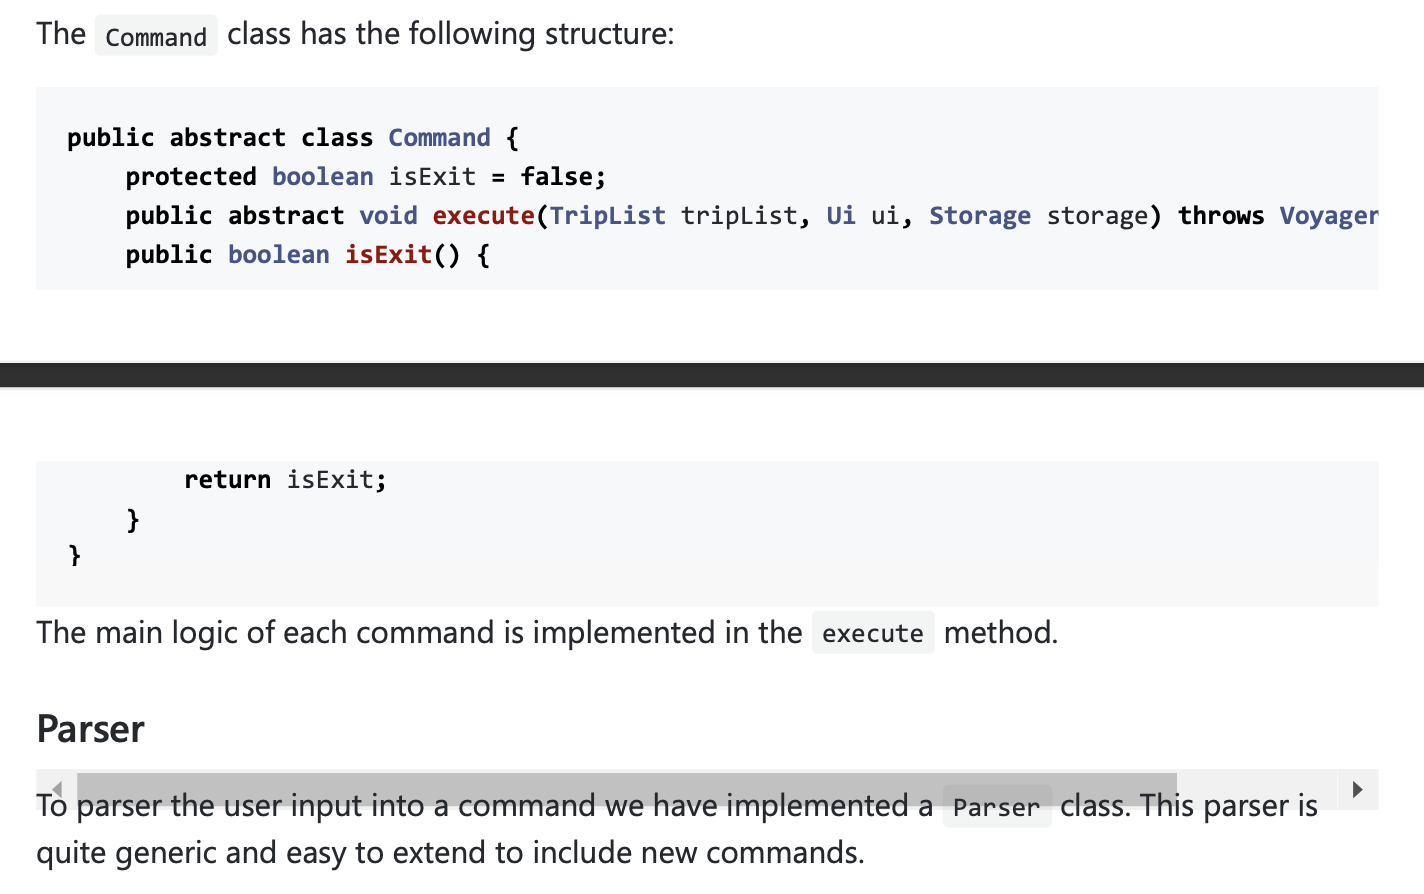 The Command class has the following structure:
public abstract class Command {
    protected boolean isExit = false;
    public abstract void execute(TripList tripList, Ui ui, Storage storage) throws Voyager
    public boolean isExit() {
        return isExit;
    }
}
The main logic of each command is implemented in the execute method.
Parser
To parser the user input into a command we have implemented a Parser class. This parser is
quite generic and easy to extend to include new commands.